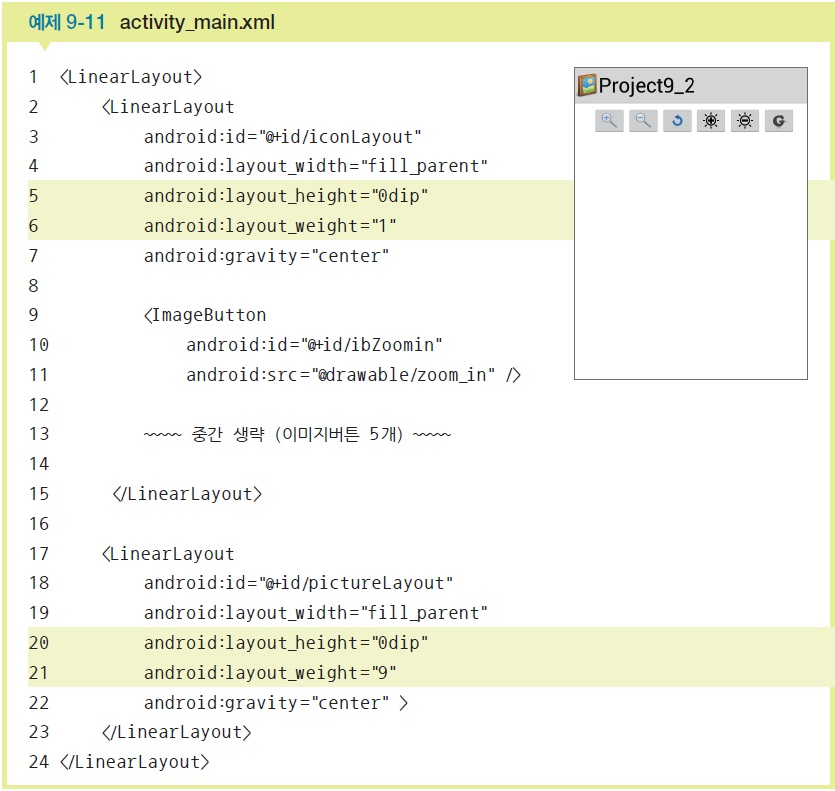 예제 9-11 activity_main.xml
1 <LinearLayout>
2 <LinearLayout
3 android:id="@+id/iconLayout"
4 android:layout_width="fill_parent"
5 android:layout_height="0dip"
6 android:layout_weight="1"
7 android:gravity="center"
8
9 <ImageButton
10 android:id="@+id/ibZoomin"
11 android:src="@drawable/zoom_in" />
12
13 ~~~~~ 중간 생략 (이미지버튼 5개) ~~~~~
14
15 </LinearLayout>
16
17 <LinearLayout
18 android:id="@+id/pictureLayout"
19 android:layout_width="fill_parent"
20 android:layout_height="0dip"
21 android:layout_weight="9"
22 android:gravity="center" >
23 </LinearLayout>
24 </LinearLayout>
Project9_2
G